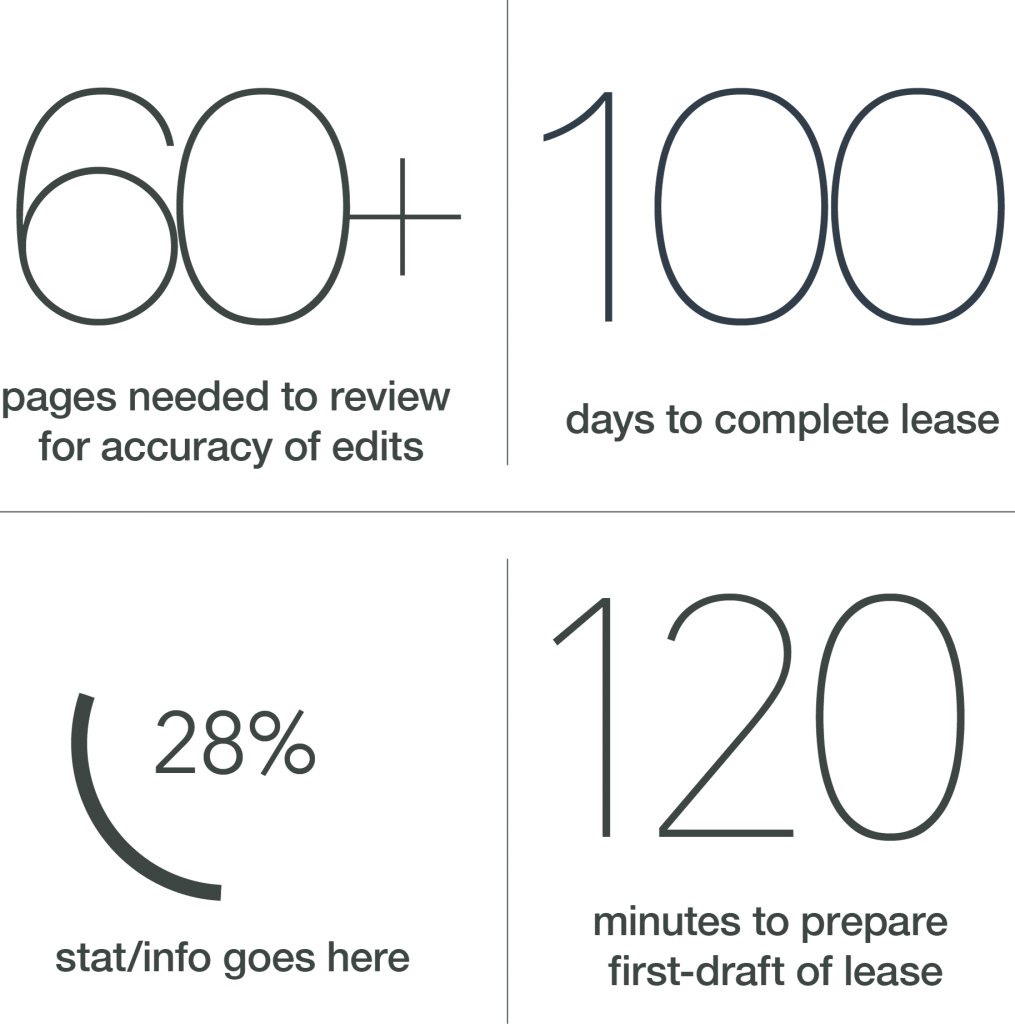 60+
pages needed to review
for accuracy of edits
100
days to complete lease
28%
stat/info goes here
120
minutes to prepare
first-draft of lease